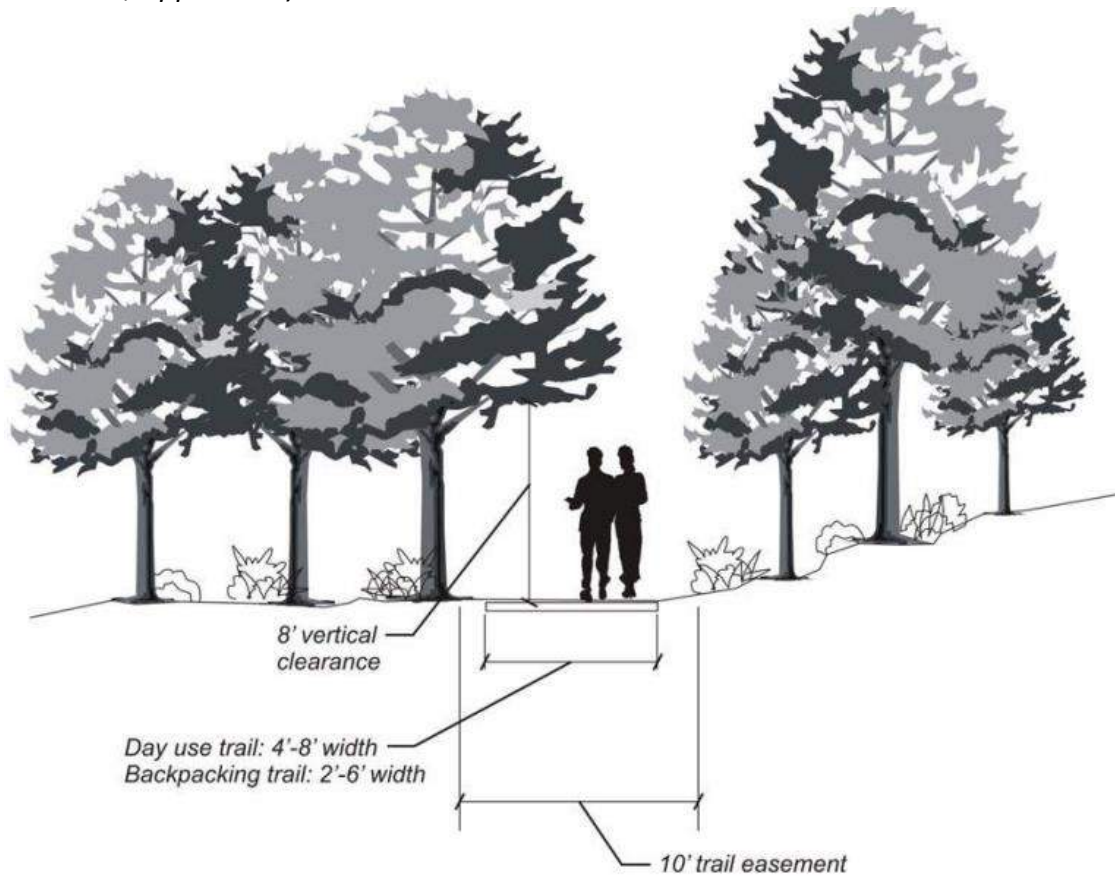 8' vertical
clearance
Day use trail: 4'-8' width
Backpacking trail: 2'-6' width
10' trail easement